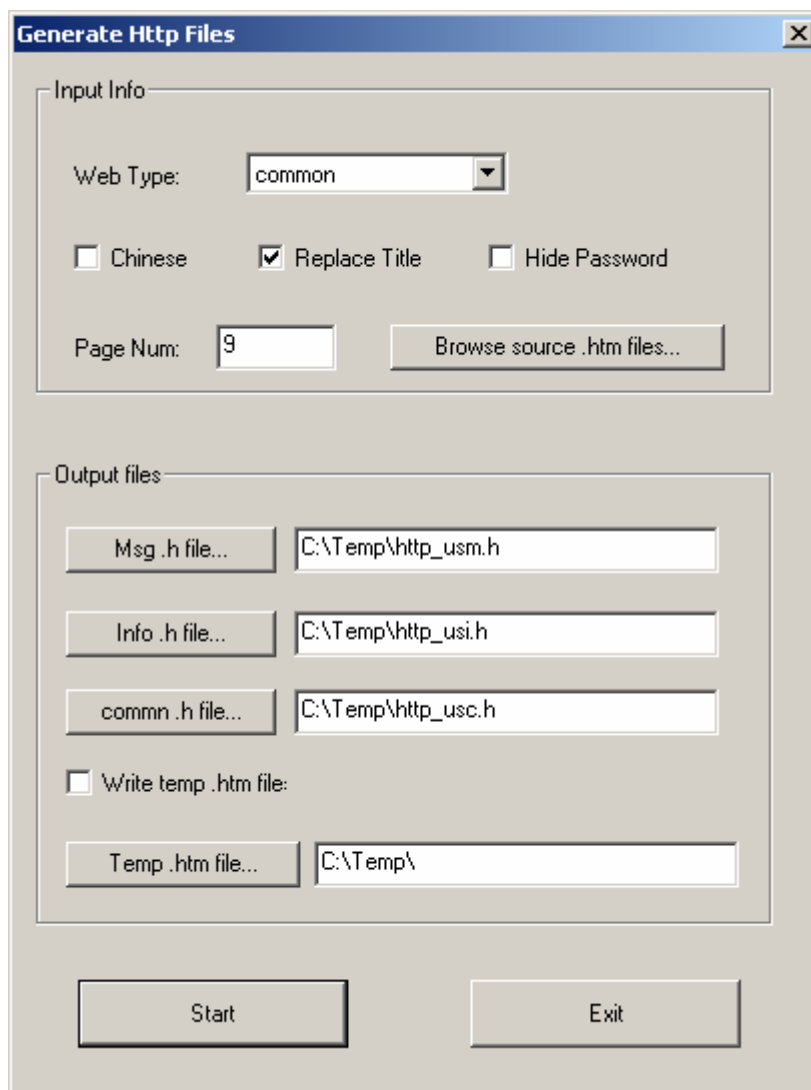 Generate Http Files
Input Info
Web Type: common
Chinese Replace Title Hide Password
Page Num: 9 Browse source .htm files...
Output files
Msg .h file... C:\Temp\http_usm.h
Info .h file... C:\Temp\http_usi.h
commn .h file... C:\Temp\http_usc.h
Write temp .htm file:
Temp .htm file... C:\Temp\
Start Exit